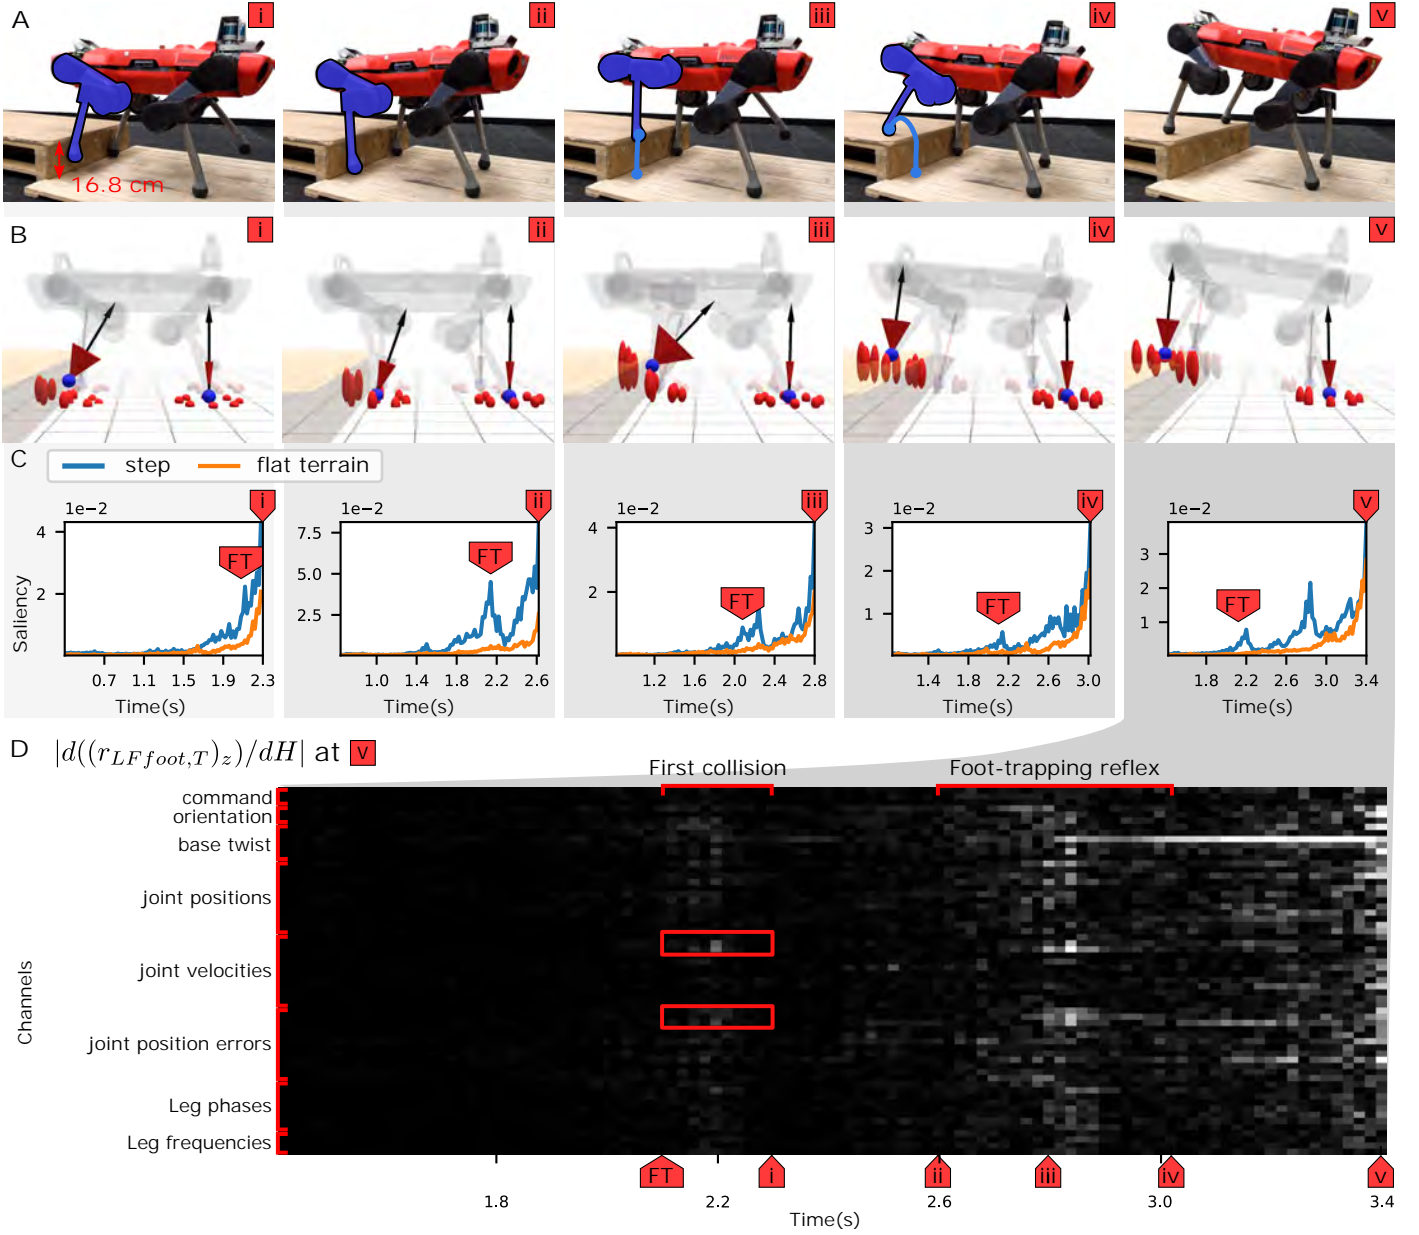 A
i
ii
iii
iv
v
16.8 cm
B
i
ii
iii
iv
v
C
step
flat terrain
i
ii
iii
iv
v
1e−2
1e−2
1e−2
1e−2
1e−2
Saliency
4
2
FT
0.7 1.1 1.5 1.9 2.3
Time(s)
7.5
5.0
2.5
FT
1.0 1.4 1.8 2.2 2.6
Time(s)
4
2
FT
1.2 1.6 2.0 2.4 2.8
Time(s)
3
2
1
FT
1.4 1.8 2.2 2.6 3.0
Time(s)
3
2
1
FT
1.8 2.2 2.6 3.0 3.4
Time(s)
D |d((r_{LFfoot,T})_z)/dH| at v
First collision
Foot-trapping reflex
Channels
command
orientation
base twist
joint positions
joint velocities
joint position errors
Leg phases
Leg frequencies
FT i ii iii iv v
1.8 2.2 2.6 3.0 3.4
Time(s)